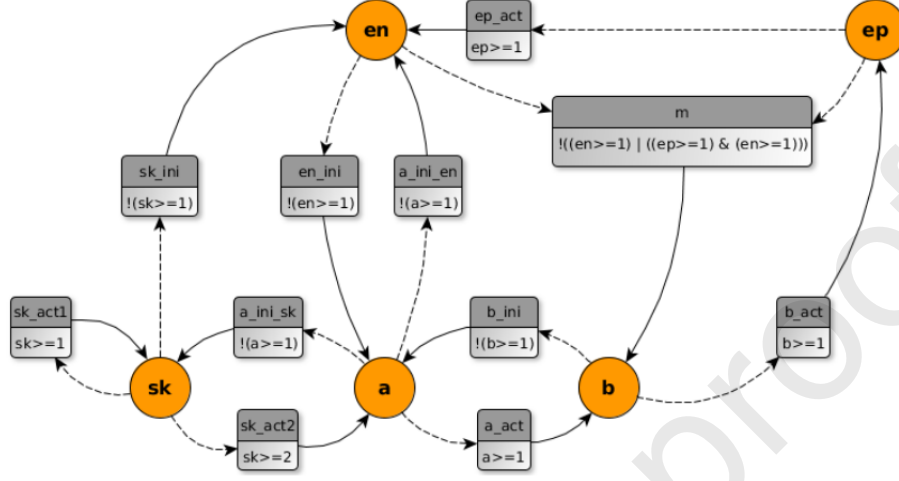 ep_act
en
ep>=1
ep
m
!((en>=1) | ((ep>=1) & (en>=1)))
sk_ini
!(sk>=1)
en_ini
!(en>=1)
a_ini_en
!(a>=1)
sk_act1
sk>=1
a_ini_sk
!(a>=1)
b_ini
!(b>=1)
b_act
b>=1
sk
a
b
sk_act2
sk>=2
a_act
a>=1
proof